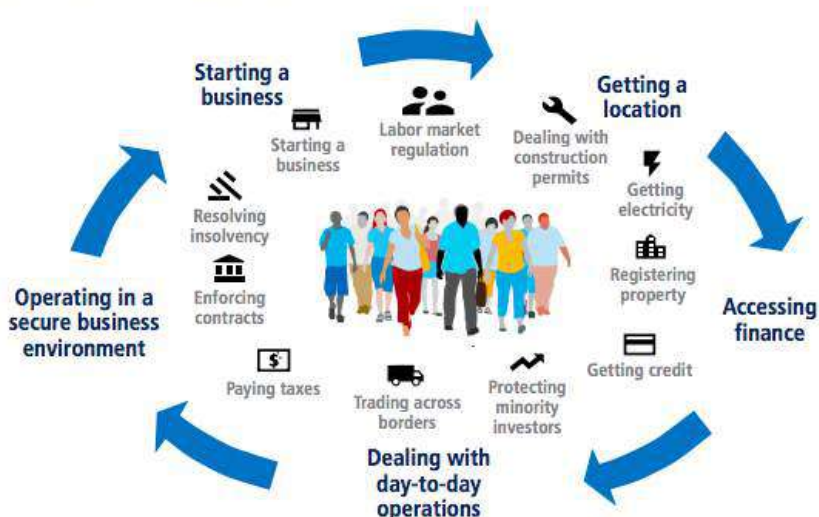 Starting a
business
Getting a
location
Labor market
regulation
Starting a
business
Dealing with
construction
permits
Getting
electricity
Resolving
insolvency
Registering
property
Operating in a
secure business
environment
Enforcing
contracts
Accessing
finance
$
Paying taxes
Trading across
borders
Protecting
minority
investors
Getting credit
Dealing with
day-to-day
operations